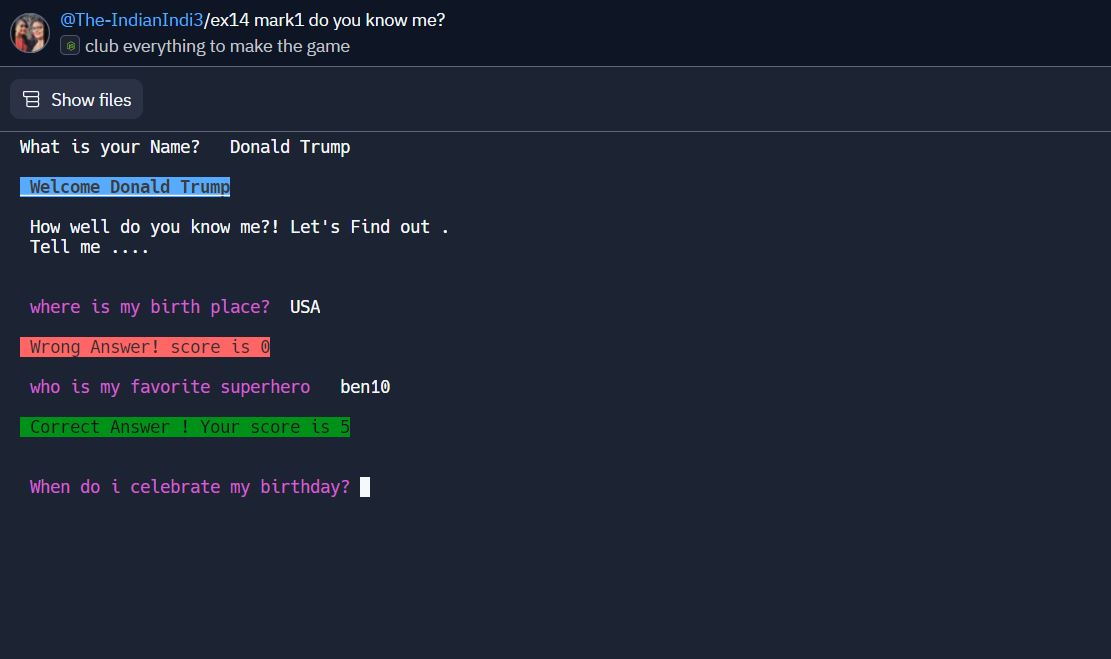 @The-IndianIndi3/ex14 mark1 do you know me?
club everything to make the game
Show files
What is your Name? Donald Trump
Welcome Donald Trump
How well do you know me?! Let's Find out .
Tell me ....
where is my birth place? USA
Wrong Answer! score is 0
who is my favorite superhero ben10
Correct Answer ! Your score is 5
When do i celebrate my birthday?